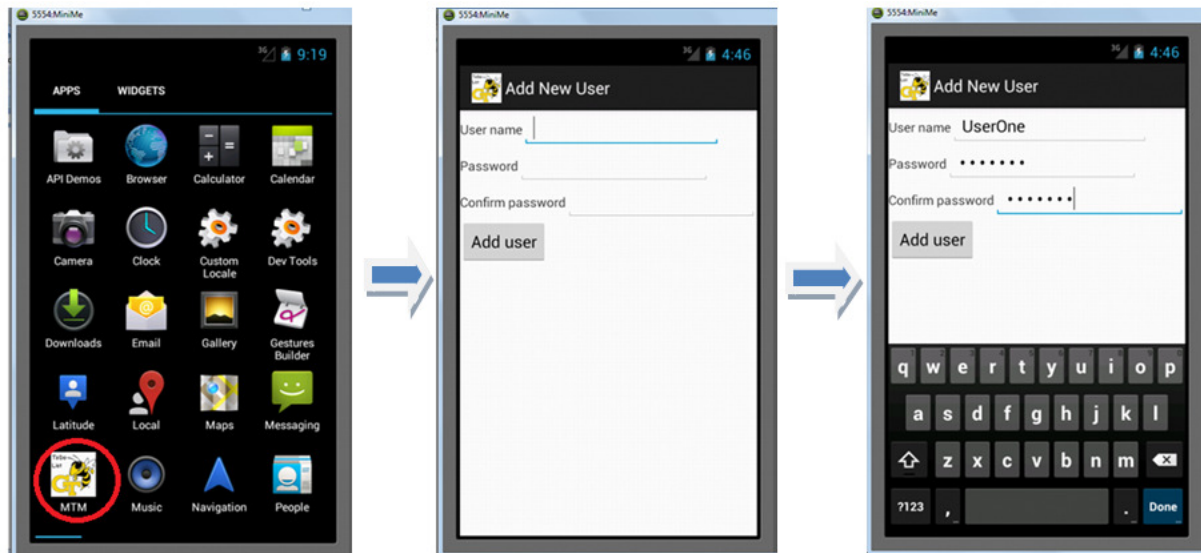 5554:MiniMe
3G 9:19
APPS WIDGETS
API Demos Browser Calculator Calendar
Camera Clock Custom Locale Dev Tools
Downloads Email Gallery Gestures Builder
Latitude Local Maps Messaging
MTM Music Navigation People
5554:MiniMe
3G 4:46
Add New User
User name
Password
Confirm password
Add user
5554:MiniMe
3G 4:46
Add New User
User name UserOne
Password •••••••
Confirm password •••••••
Add user
q w e r t y u i o p
a s d f g h j k l
z x c v b n m
?123 , . Done